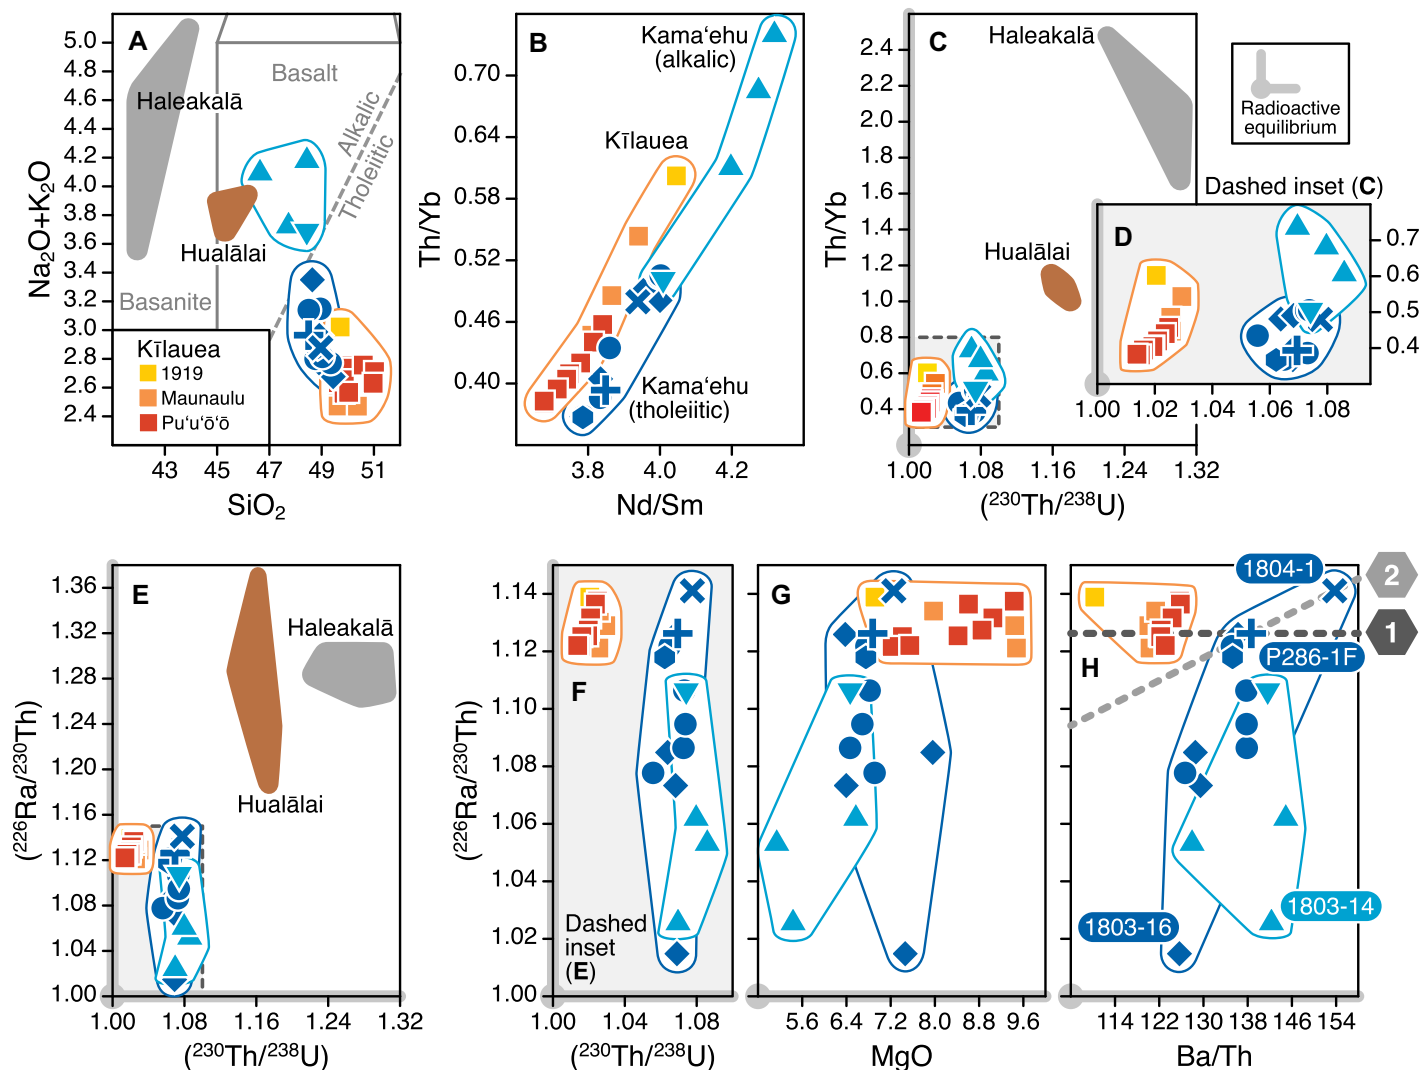 A
5.0
4.8
4.6
4.4
4.2
4.0
3.8
3.6
3.4
3.2
3.0
2.8
2.6
2.4
Na₂O+K₂O
Haleakalā
Basalt
Alkalic
Tholeiitic
Hualālai
Basanite
Kīlauea
1919
Maunaulu
Puʻuʻōʻō
43 45 47 49 51
SiO₂
B
Kamaʻehu
(alkalic)
Kīlauea
Kamaʻehu
(tholeiitic)
0.70
0.64
0.58
0.52
0.46
0.40
Th/Yb
3.8 4.0 4.2
Nd/Sm
C
Haleakalā
Hualālai
2.4
2.2
2.0
1.8
1.6
1.4
1.2
1.0
0.8
0.6
0.4
Th/Yb
1.00 1.08 1.16 1.24 1.32
(²³⁰Th/²³⁸U)
Radioactive
equilibrium
Dashed inset (C)
D
0.7
0.6
0.5
0.4
1.00 1.02 1.04 1.06 1.08
E
1.36
1.32
1.28
1.24
1.20
1.16
1.12
1.08
1.04
1.00
(²²⁶Ra/²³⁰Th)
Haleakalā
Hualālai
1.00 1.08 1.16 1.24 1.32
(²³⁰Th/²³⁸U)
1.14
1.12
1.10
1.08
1.06
1.04
1.02
1.00
(²²⁶Ra/²³⁰Th)
F
Dashed
inset
(E)
1.00 1.04 1.08
(²³⁰Th/²³⁸U)
G
5.6 6.4 7.2 8.0 8.8 9.6
MgO
H
1804-1
2
1
P286-1F
1803-14
1803-16
114 122 130 138 146 154
Ba/Th